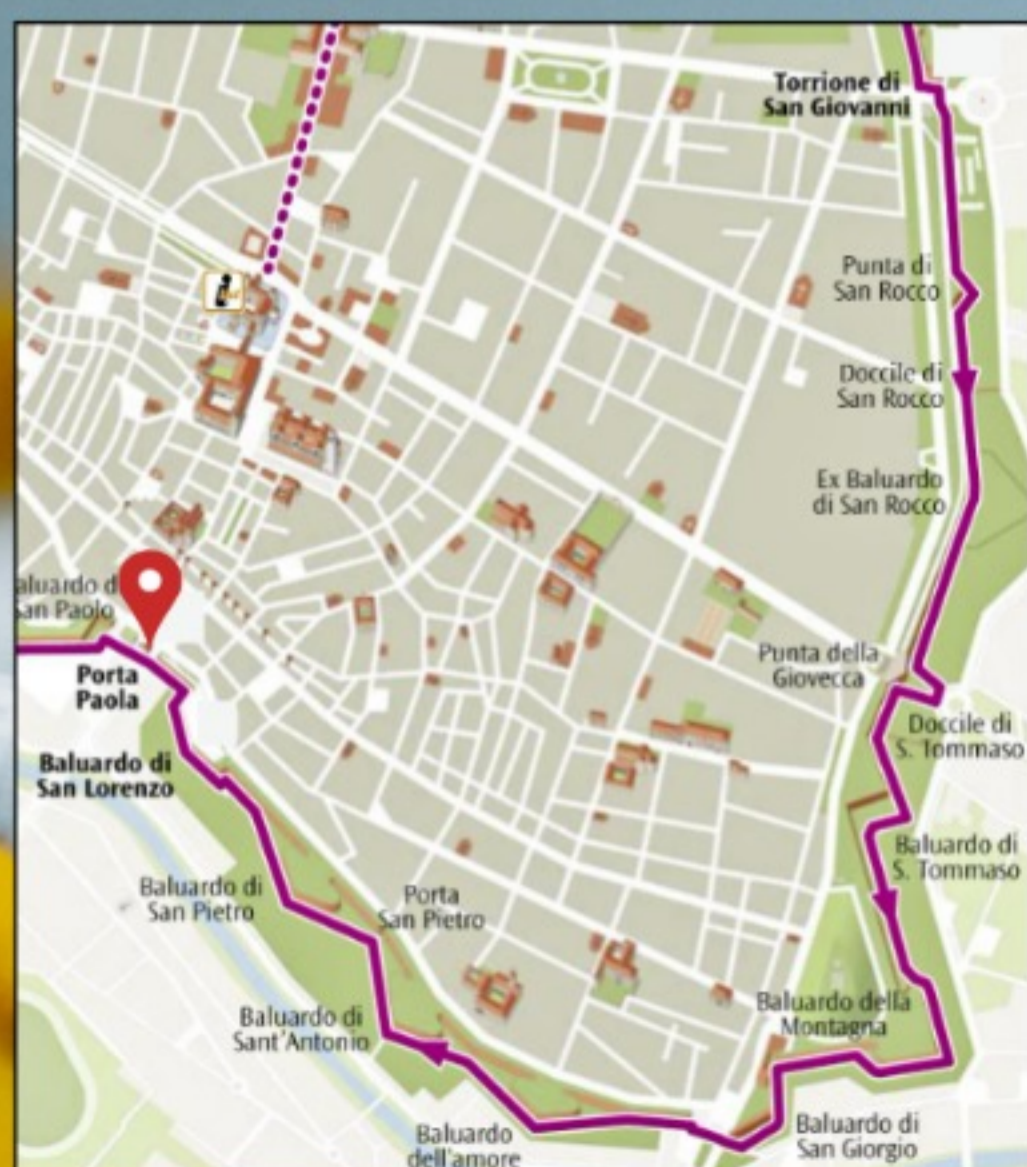 Torrione di
San Giovanni
Punta di
San Rocco
Doccile di
San Rocco
Ex Baluardo
di San Rocco
aluardo d
San Paolo
Porta
Paola
Punta della
Giovecca
Doccile di
S. Tommaso
Baluardo di
San Lorenzo
Baluardo di
S. Tommaso
Baluardo di
San Pietro
Porta
San Pietro
Baluardo della
Montagna
Baluardo di
Sant'Antonio
Baluardo
dell'amore
Baluardo di
San Giorgio